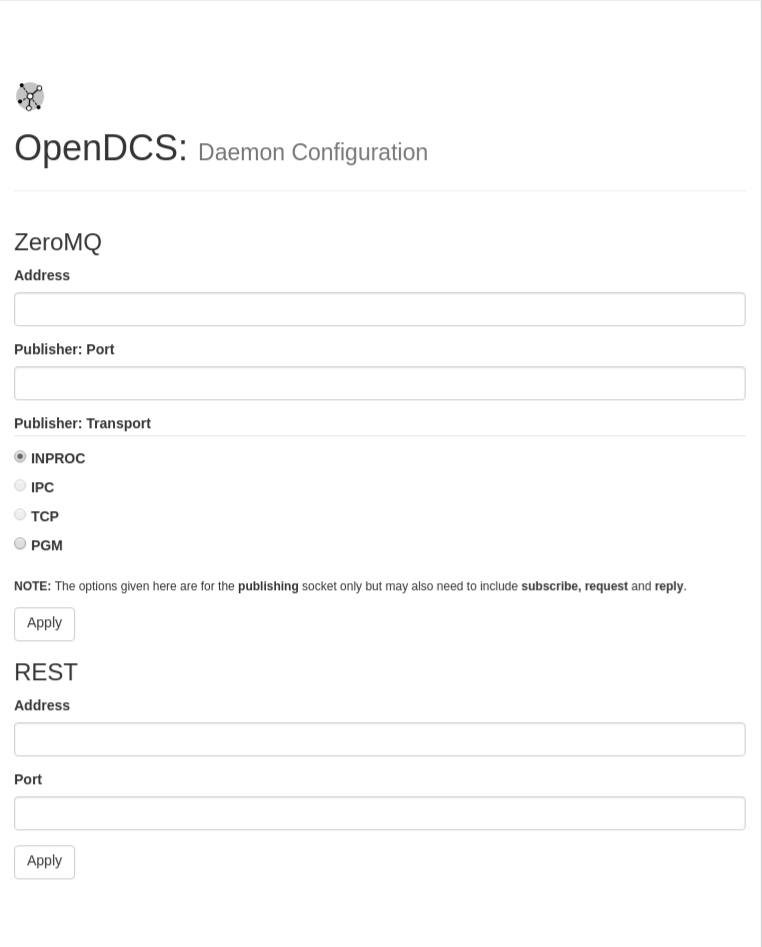 OpenDCS: Daemon Configuration
ZeroMQ
Address
Publisher: Port
Publisher: Transport
INPROC
IPC
TCP
PGM
NOTE: The options given here are for the publishing socket only but may also need to include subscribe, request and reply.
Apply
REST
Address
Port
Apply